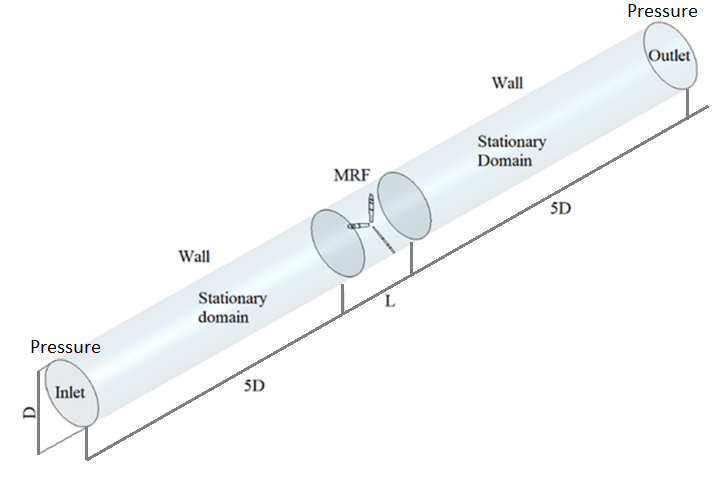 Pressure
Outlet
Wall
Stationary
Domain
MRF
5D
Wall
Stationary
domain
L
Pressure
Inlet
5D
D